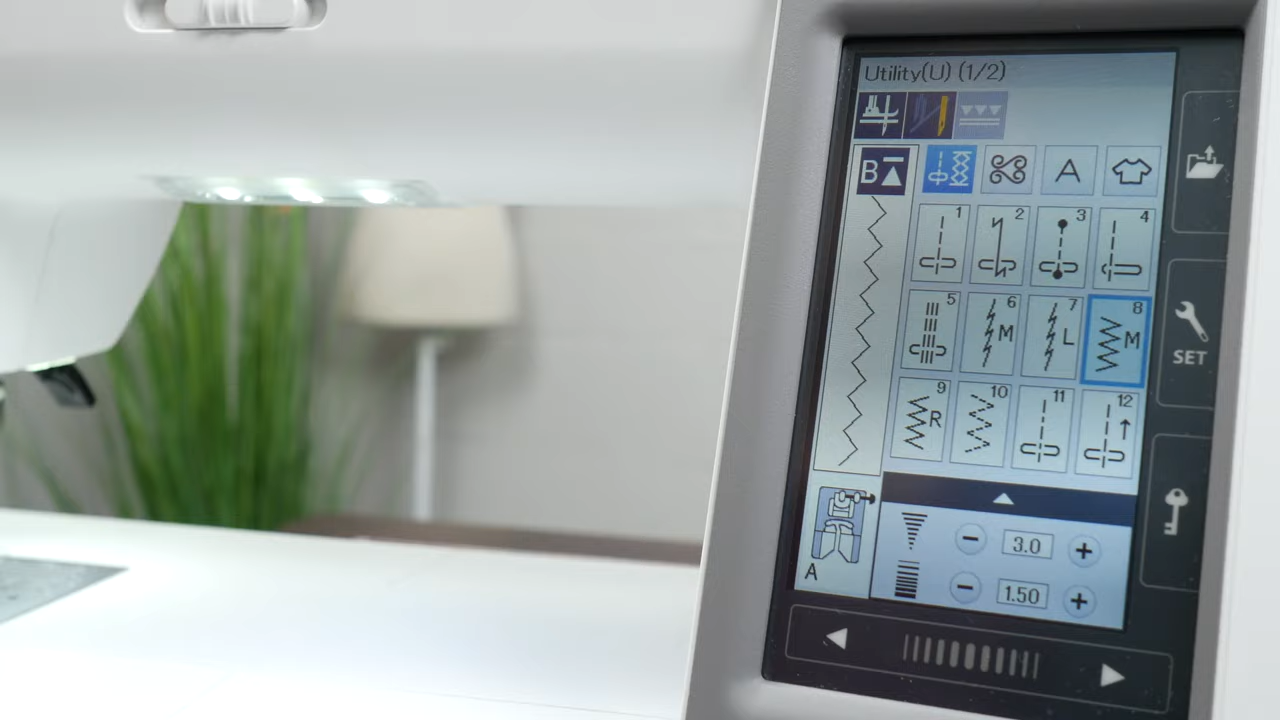 Utility(U) (1/2)
B A
1 2 3 4
5 6 M 7 L 8 M
SET
9 R 10 11 12
- 3.0 +
A
- 1.50 +